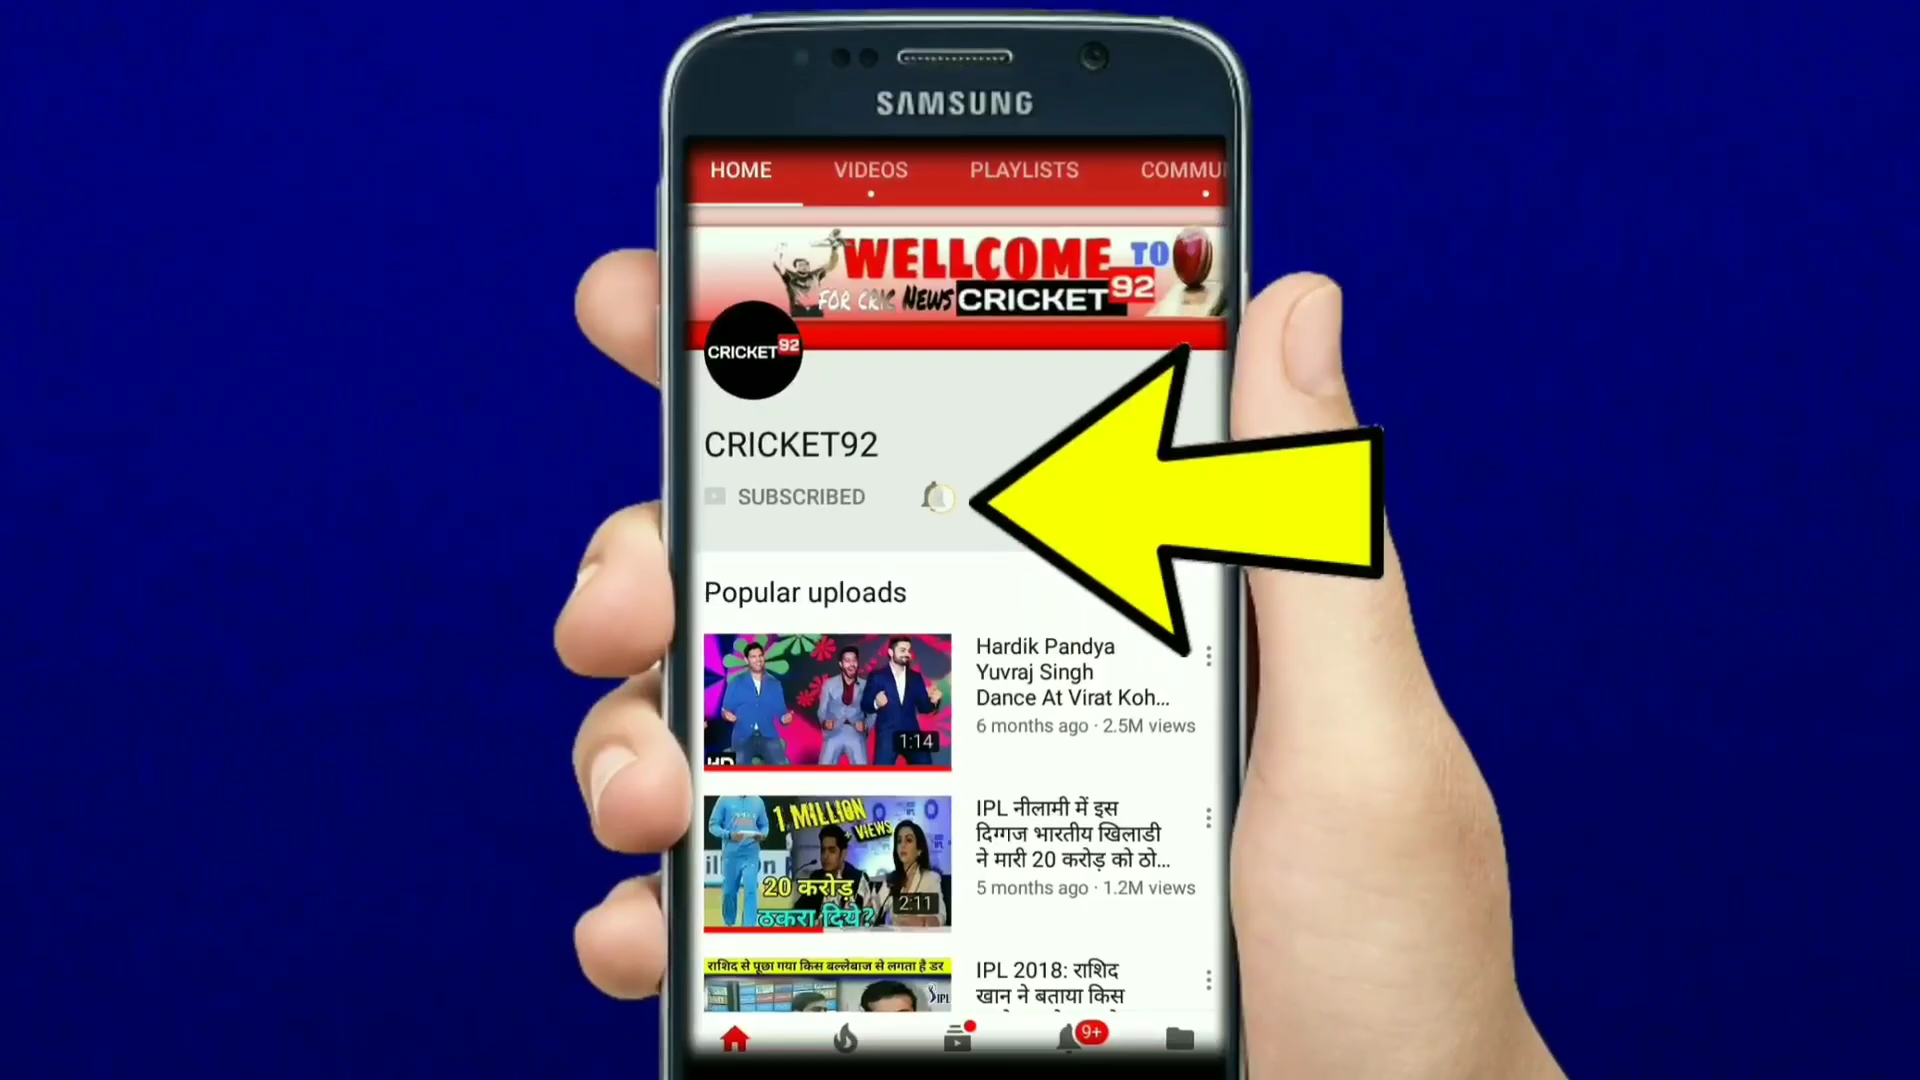 SAMSUNG
HOME VIDEOS PLAYLISTS COMMU
WELLCOME TO
FOR CRIC NEWS CRICKET 92
CRICKET 92
CRICKET92
SUBSCRIBED
Popular uploads
Hardik Pandya
Yuvraj Singh
Dance At Virat Koh...
6 months ago · 2.5M views
1:14
HD
1 MILLION
+ VIEWS
20 करोड़
ठुकरा दिये?
2:11
IPL नीलामी में इस
दिग्गज भारतीय खिलाडी
ने मारी 20 करोड़ को ठो...
5 months ago · 1.2M views
राशिद से पूछा गया किस बल्लेबाज से लगता है डर
IPL
IPL 2018: राशिद
खान ने बताया किस
9+